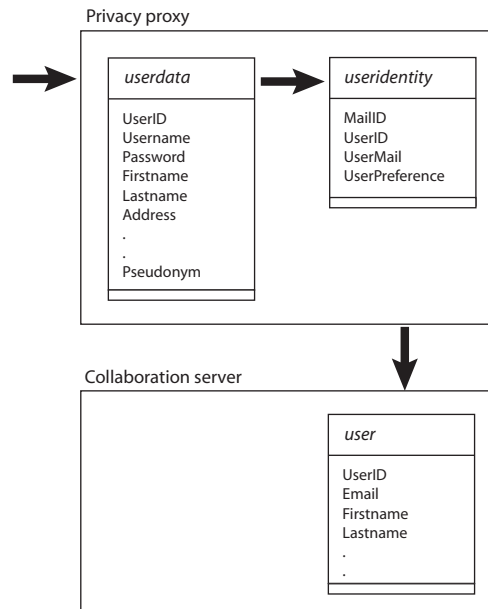 Privacy proxy
userdata
UserID
Username
Password
Firstname
Lastname
Address
.
.
Pseudonym
useridentity
MailID
UserID
UserMail
UserPreference
Collaboration server
user
UserID
Email
Firstname
Lastname
.
.